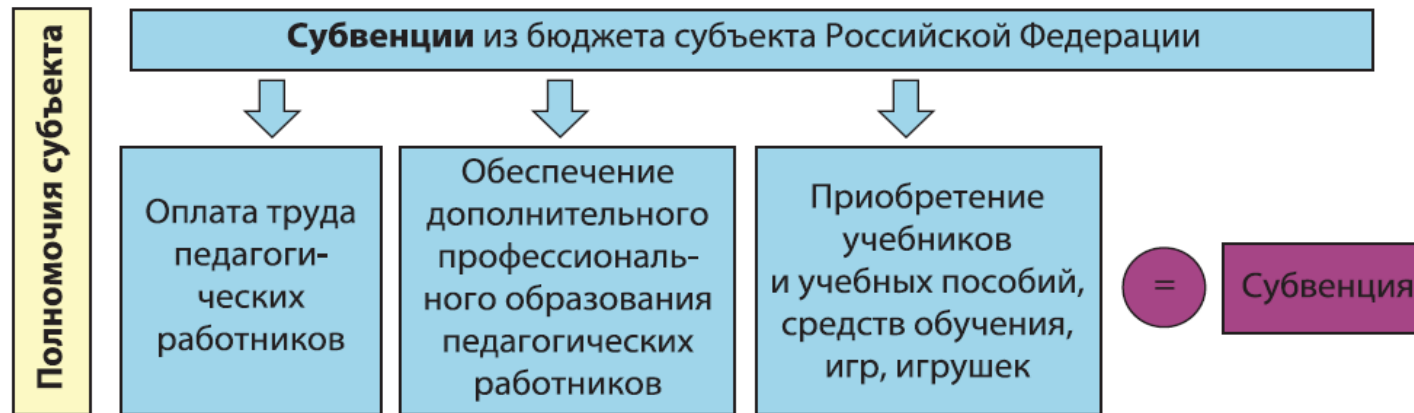 Полномочия субъекта
Субвенции из бюджета субъекта Российской Федерации
Оплата труда
педагоги-
ческих
работников
Обеспечение
дополнительного
профессиональ-
ного образования
педагогических
работников
Приобретение
учебников
и учебных пособий,
средств обучения,
игр, игрушек
=
Субвенция